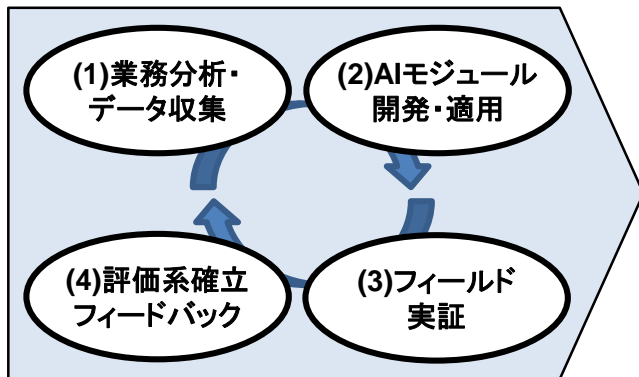 (1)業務分析・
データ収集
(2)AIモジュール
開発・適用
(3)フィールド
実証
(4)評価系確立
フィードバック